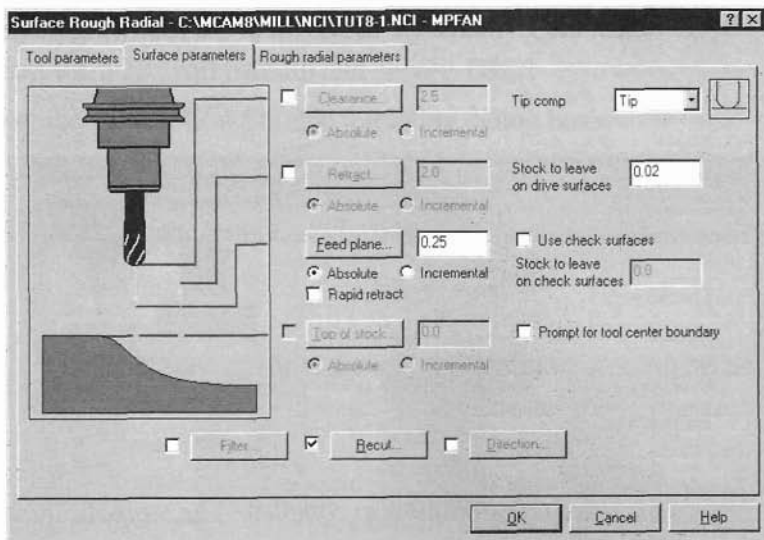 Surface Rough Radial - C:\MCAM8\MILL\NCI\TUT8-1.NCI - MPFAN
Tool parameters Surface parameters Rough radial parameters
Clearance... 2.5 Tip comp Tip
Absolute Incremental
Retract... 2.0 Stock to leave on drive surfaces 0.02
Absolute Incremental
Feed plane... 0.25 Use check surfaces
Absolute Incremental Stock to leave on check surfaces 0.0
Rapid retract
Top of stock... 0.0 Prompt for tool center boundary
Absolute Incremental
Filter... Recut... Direction...
OK Cancel Help